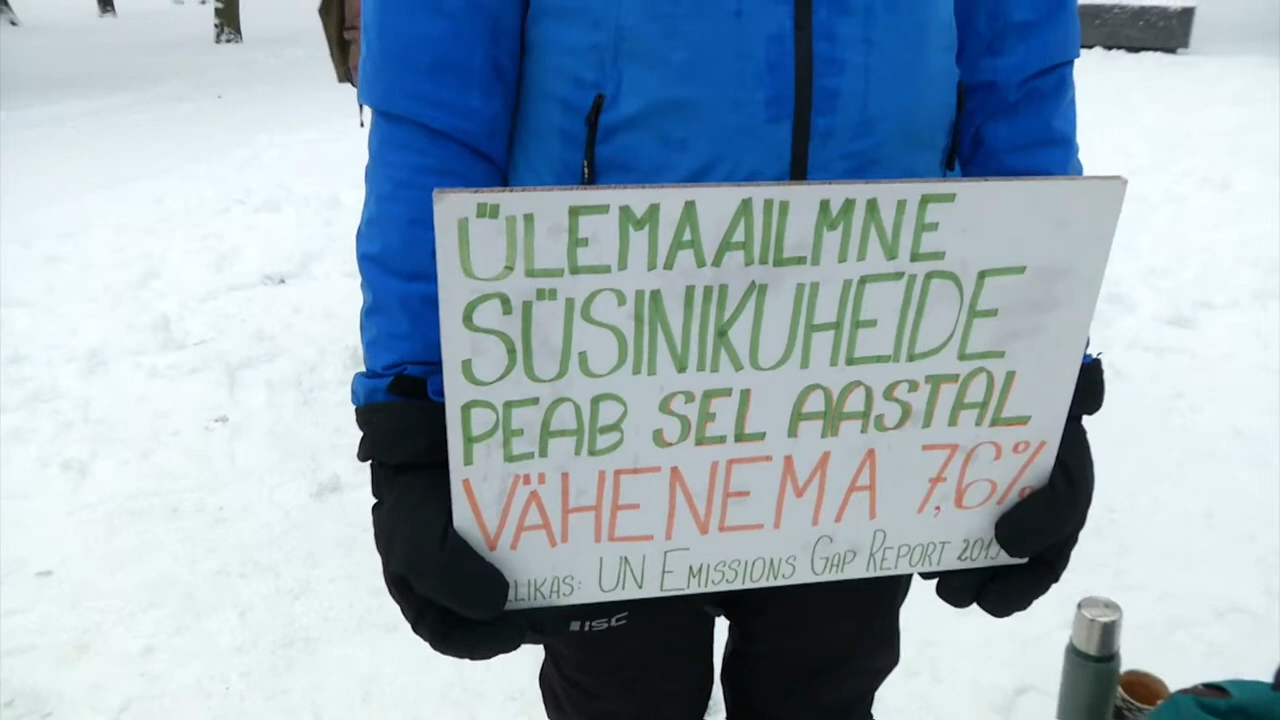 ÜLEMAAILMNE
SÜSINIKUHEIDE
PEAB SEL AASTAL
VÄHENEMA 7,6%
UN EMISSIONS GAP REPORT
ISC